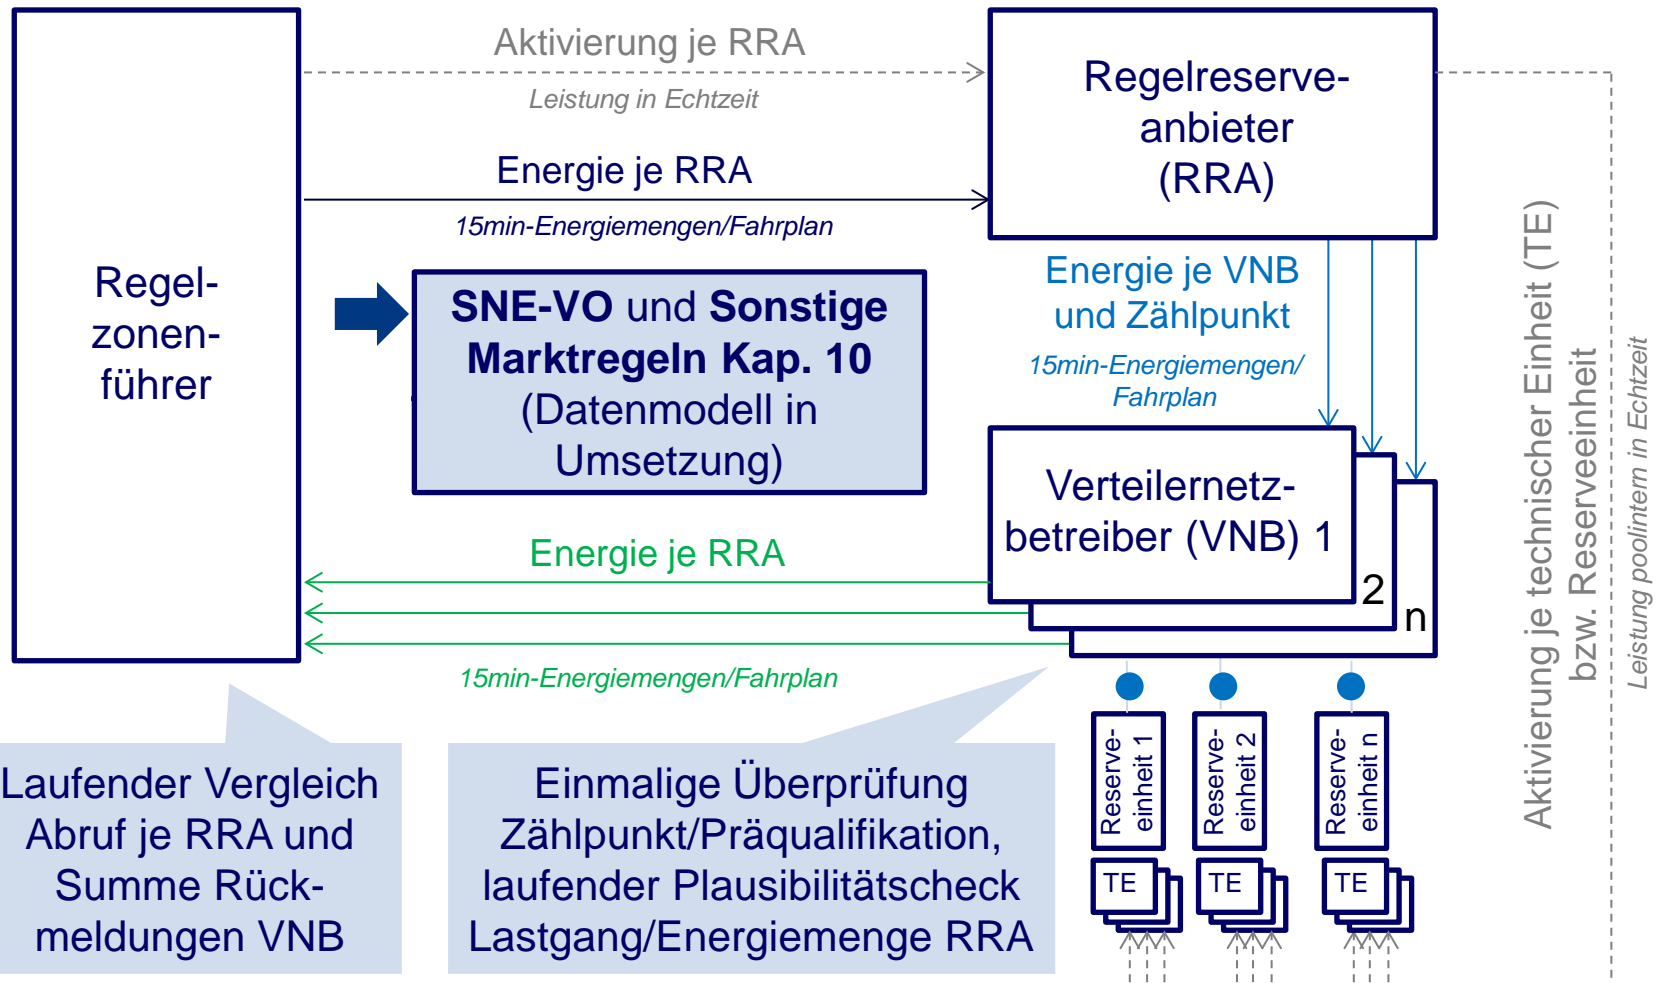 Aktivierung je RRA
Leistung in Echtzeit
Regelreserve-
anbieter
(RRA)
Energie je RRA
15min-Energiemengen/Fahrplan
Regel-
zonen-
führer
SNE-VO und Sonstige
Marktregeln Kap. 10
(Datenmodell in
Umsetzung)
Energie je VNB
und Zählpunkt
15min-Energiemengen/
Fahrplan
Aktivierung je technischer Einheit (TE)
bzw. Reserveeinheit
Leistung poolintern in Echtzeit
Verteilernetz-
betreiber (VNB) 1
2
n
Energie je RRA
15min-Energiemengen/Fahrplan
Laufender Vergleich
Abruf je RRA und
Summe Rück-
meldungen VNB
Einmalige Überprüfung
Zählpunkt/Präqualifikation,
laufender Plausibilitätscheck
Lastgang/Energiemenge RRA
Reserve-
einheit 1
Reserve-
einheit 2
Reserve-
einheit n
TE
TE
TE